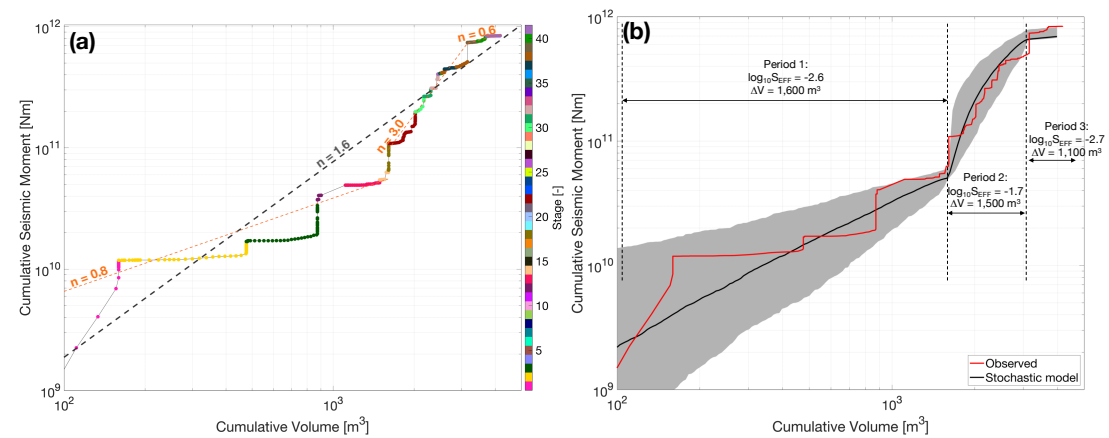 (a)
n = 0.6
n = 3.0
n = 1.6
n = 0.8
10^12
10^11
10^10
10^9
10^2
10^3
Cumulative Seismic Moment [Nm]
Cumulative Volume [m^3]
40
35
30
25
20
15
10
5
Stage [-]
(b)
Period 1:
log10SEFF = -2.6
ΔV = 1,600 m^3
Period 3:
log10SEFF = -2.7
ΔV = 1,100 m^3
Period 2:
log10SEFF = -1.7
ΔV = 1,500 m^3
Observed
Stochastic model
10^12
10^11
10^10
10^9
10^2
10^3
Cumulative Seismic Moment [Nm]
Cumulative Volume [m^3]